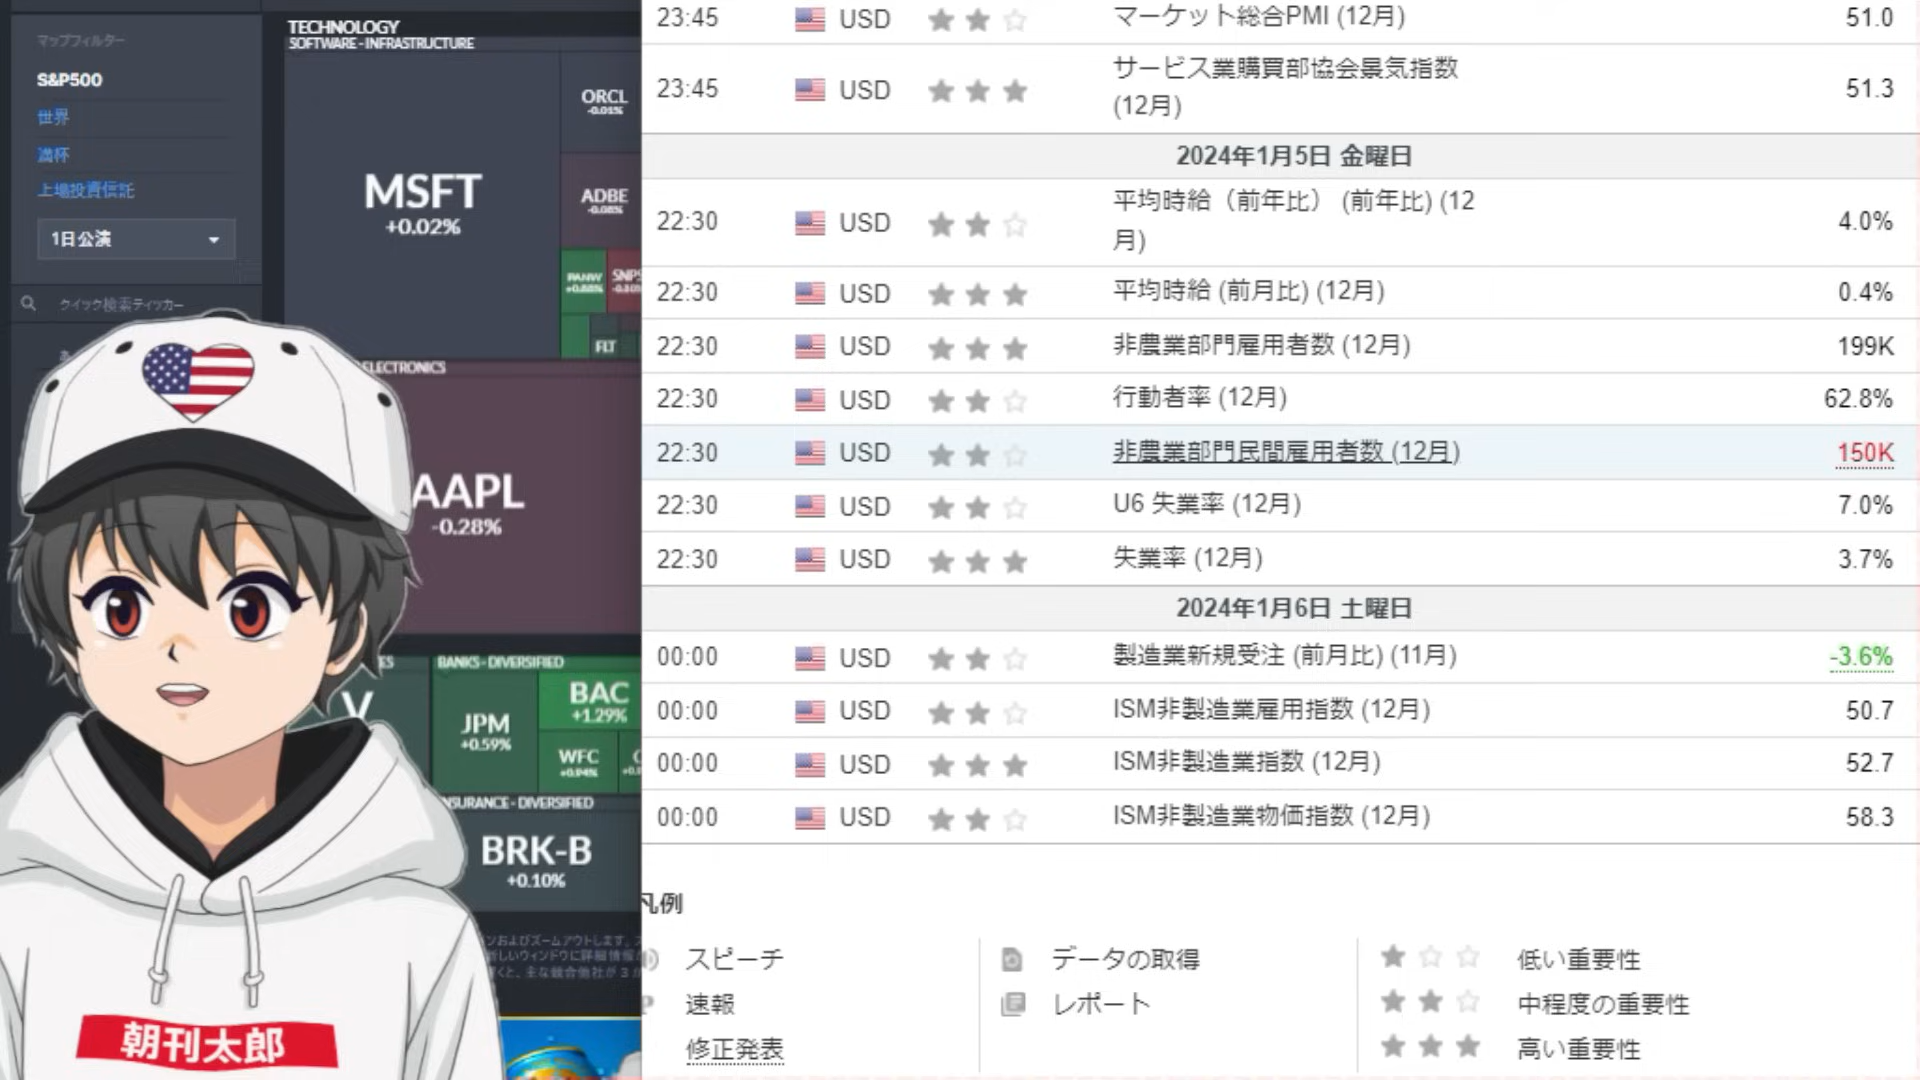 マップフィルター
S&P500
世界
満杯
上場投資信託
1日公演
クイック検索ティッカー
TECHNOLOGY
SOFTWARE - INFRASTRUCTURE
MSFT
+0.02%
ORCL
-0.01%
ADBE
PANW
SNPS
FLT
ELECTRONICS
AAPL
-0.28%
V
BANKS - DIVERSIFIED
JPM
+0.59%
BAC
+1.29%
WFC
+0.94%
INSURANCE - DIVERSIFIED
BRK-B
+0.10%
朝刊太郎
23:45 USD マーケット総合PMI (12月) 51.0
23:45 USD サービス業購買部協会景気指数
(12月) 51.3
2024年1月5日 金曜日
22:30 USD 平均時給（前年比） (前年比) (12
月) 4.0%
22:30 USD 平均時給 (前月比) (12月) 0.4%
22:30 USD 非農業部門雇用者数 (12月) 199K
22:30 USD 行動者率 (12月) 62.8%
22:30 USD 非農業部門民間雇用者数 (12月) 150K
22:30 USD U6 失業率 (12月) 7.0%
22:30 USD 失業率 (12月) 3.7%
2024年1月6日 土曜日
00:00 USD 製造業新規受注 (前月比) (11月) -3.6%
00:00 USD ISM非製造業雇用指数 (12月) 50.7
00:00 USD ISM非製造業指数 (12月) 52.7
00:00 USD ISM非製造業物価指数 (12月) 58.3
凡例
スピーチ
速報
修正発表
データの取得
レポート
低い重要性
中程度の重要性
高い重要性